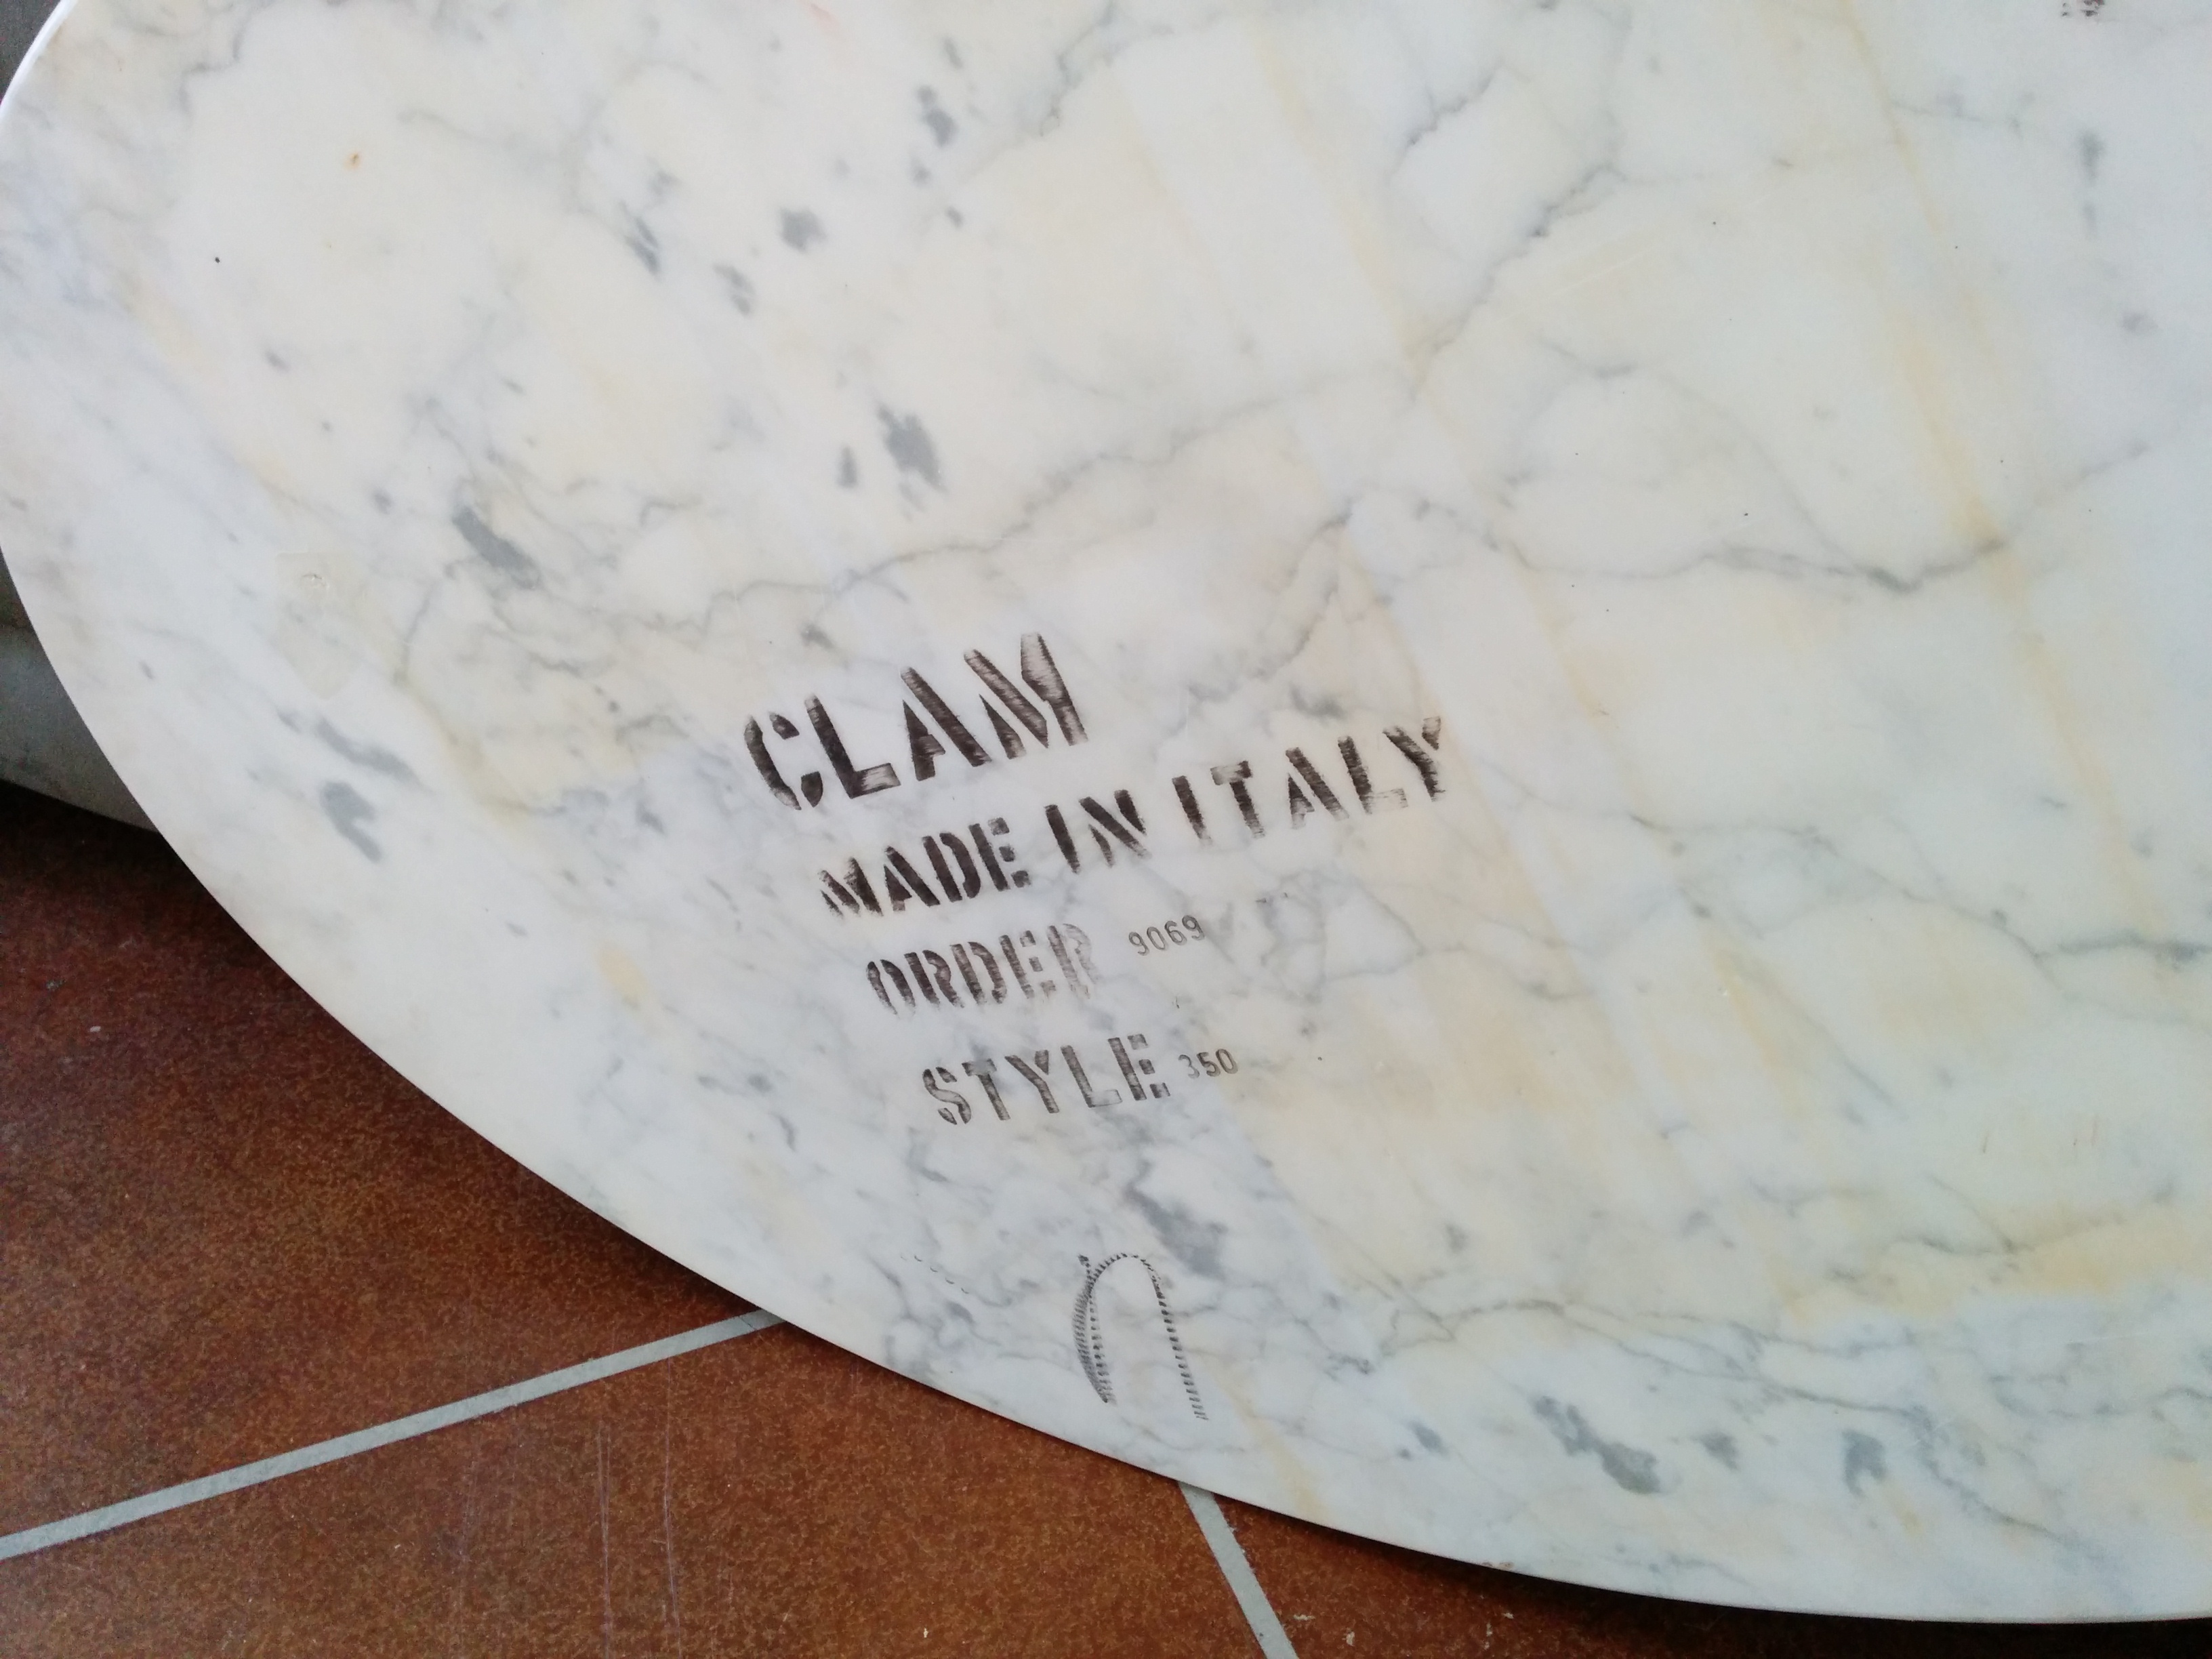 CLAM
MADE IN ITALY
ORDER 9069
STYLE 350